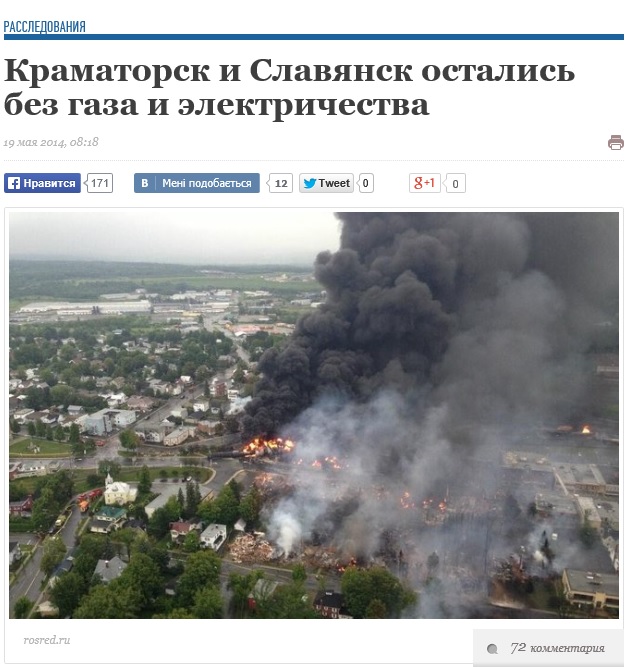 РАССЛЕДОВАНИЯ
Краматорск и Славянск остались
без газа и электричества
19 мая 2014, 08:18
Нравится 171 B Мені подобається 12 Tweet 0 g+1 0
rosred.ru
72 комментария